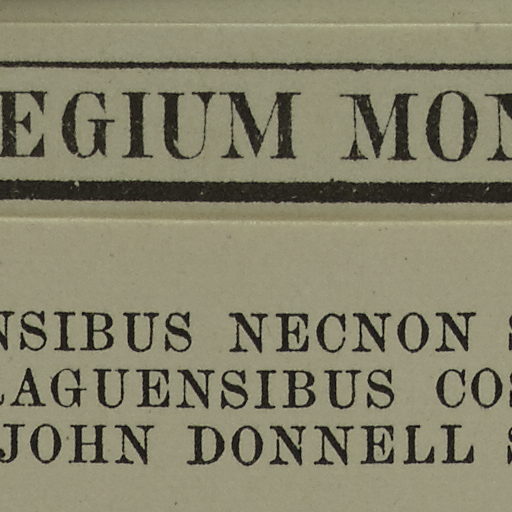 EGIUM MON
NSIBUS NECNON S
LAGUENSIBUS COS
JOHN DONNELL S